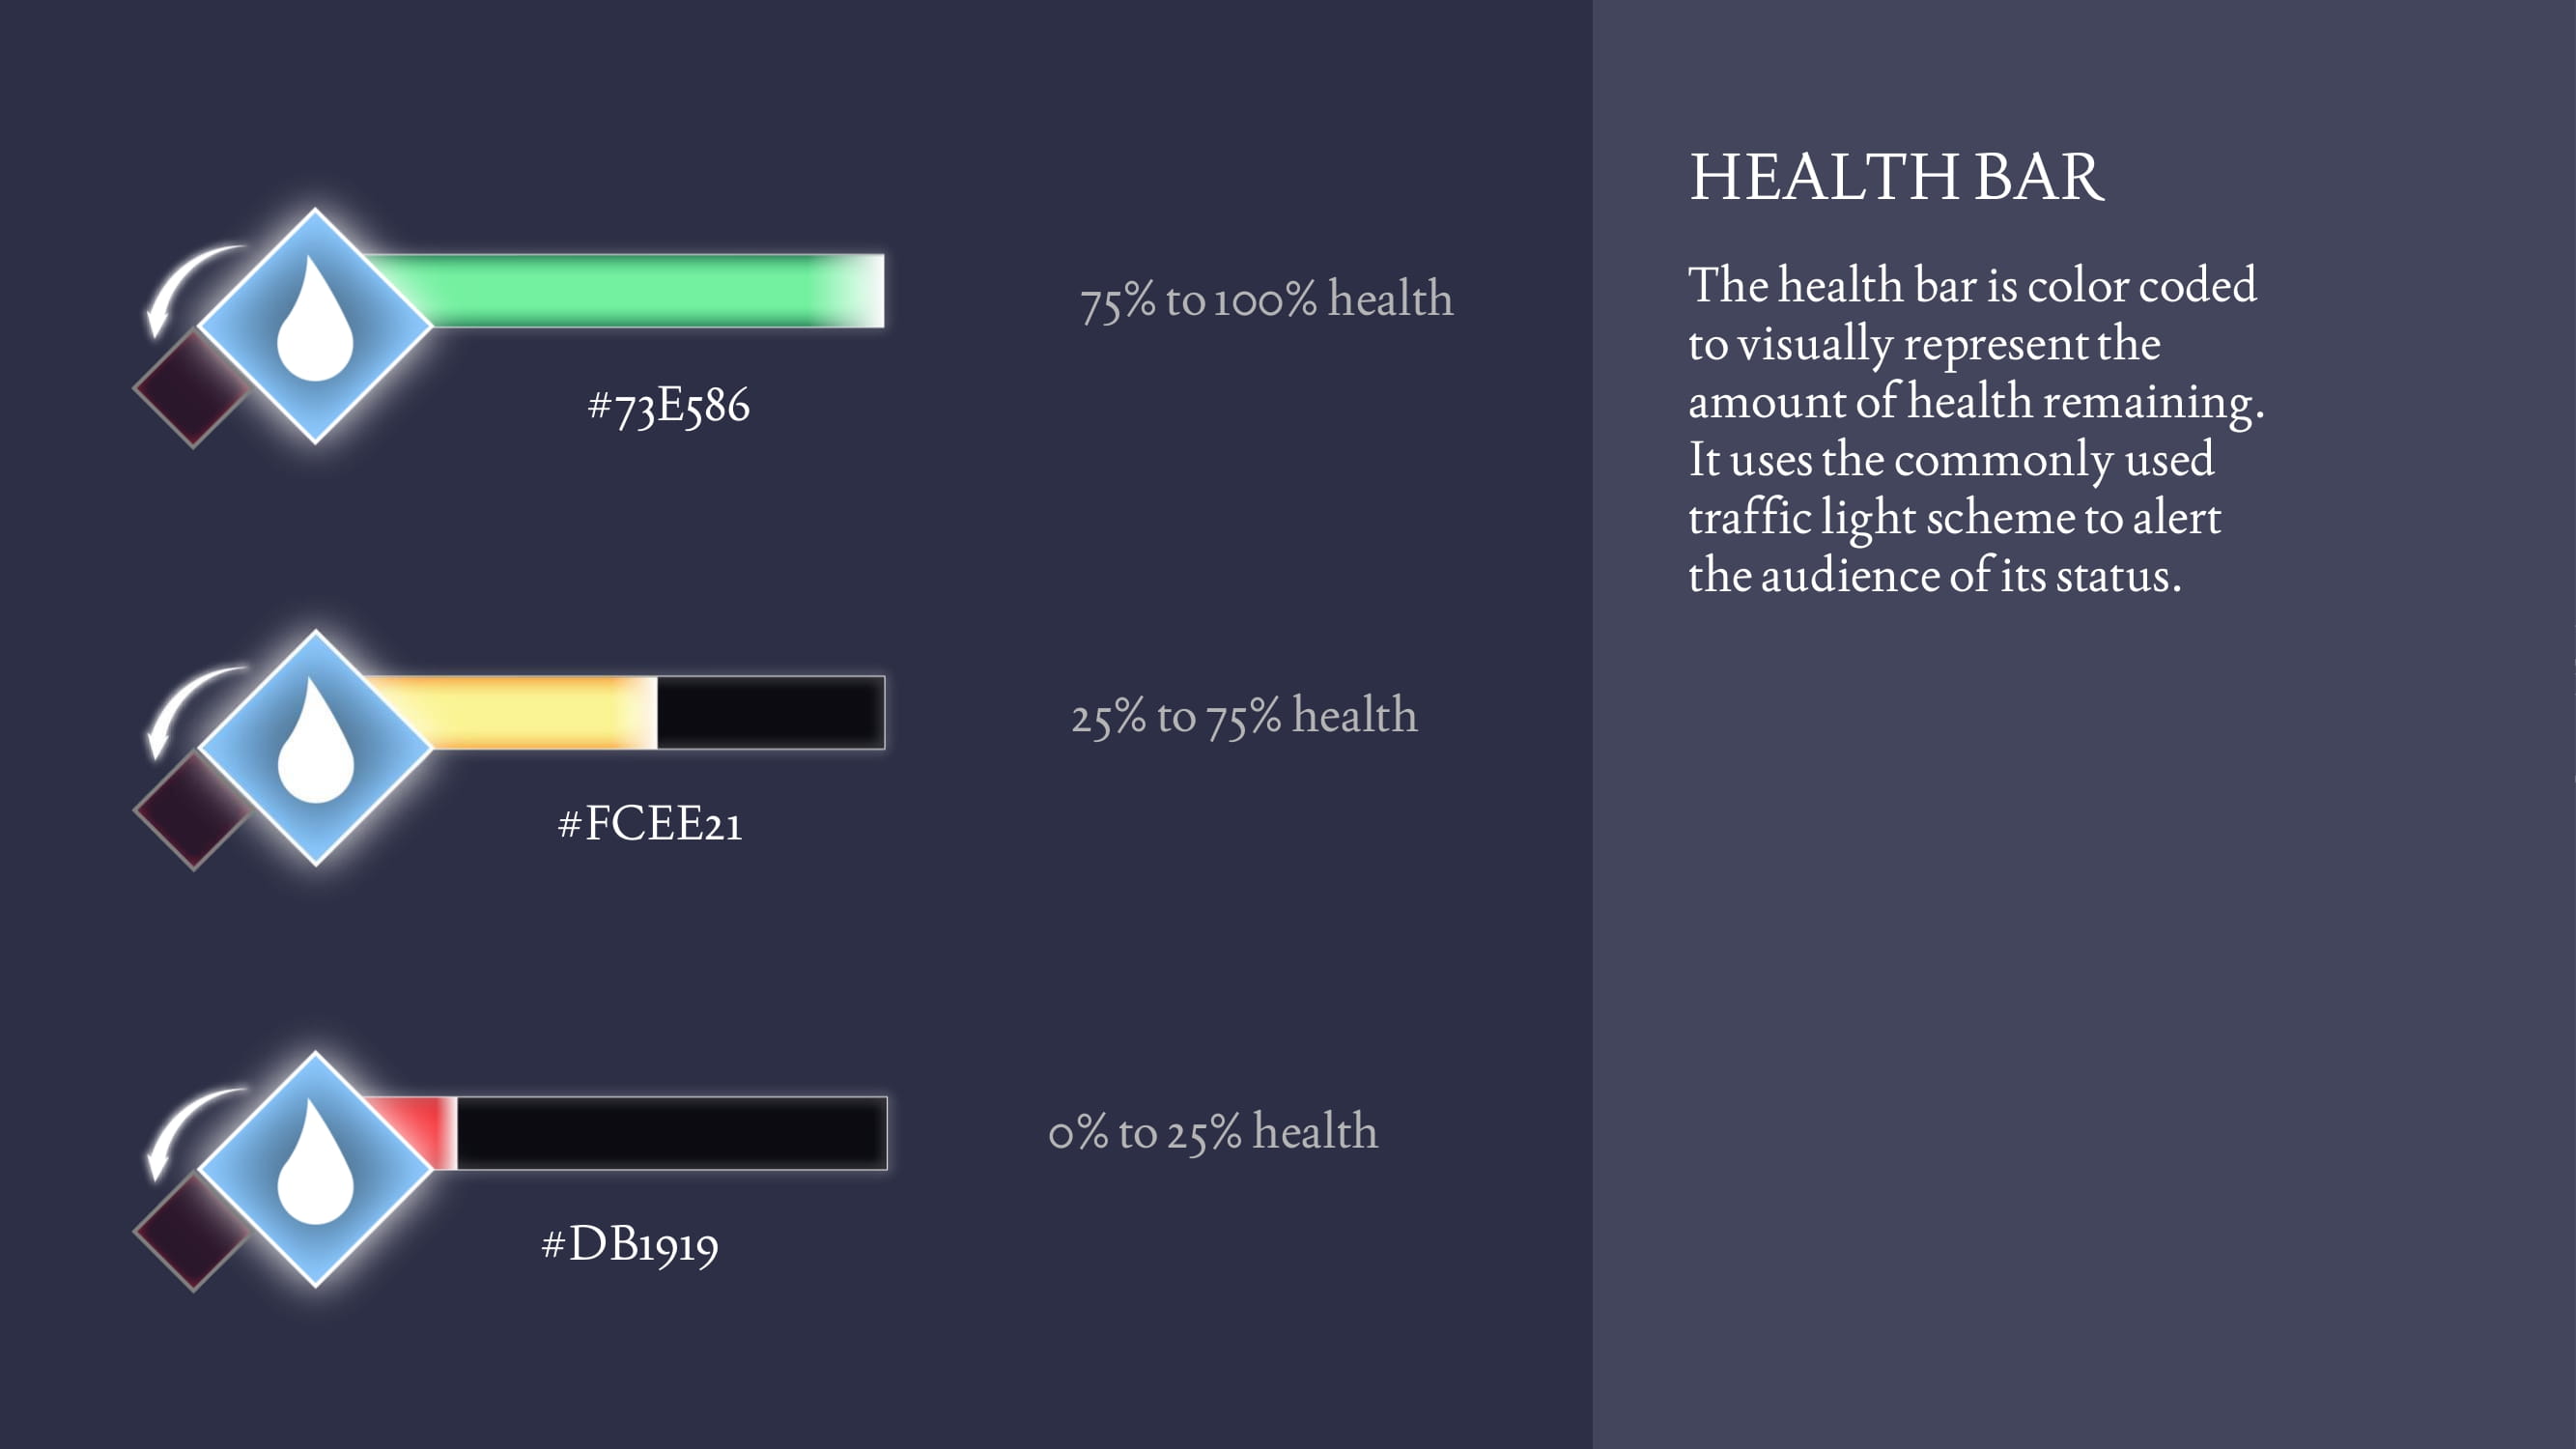 75% to 100% health
#73E586
25% to 75% health
#FCEE21
0% to 25% health
#DB1919
HEALTH BAR
The health bar is color coded
to visually represent the
amount of health remaining.
It uses the commonly used
traffic light scheme to alert
the audience of its status.